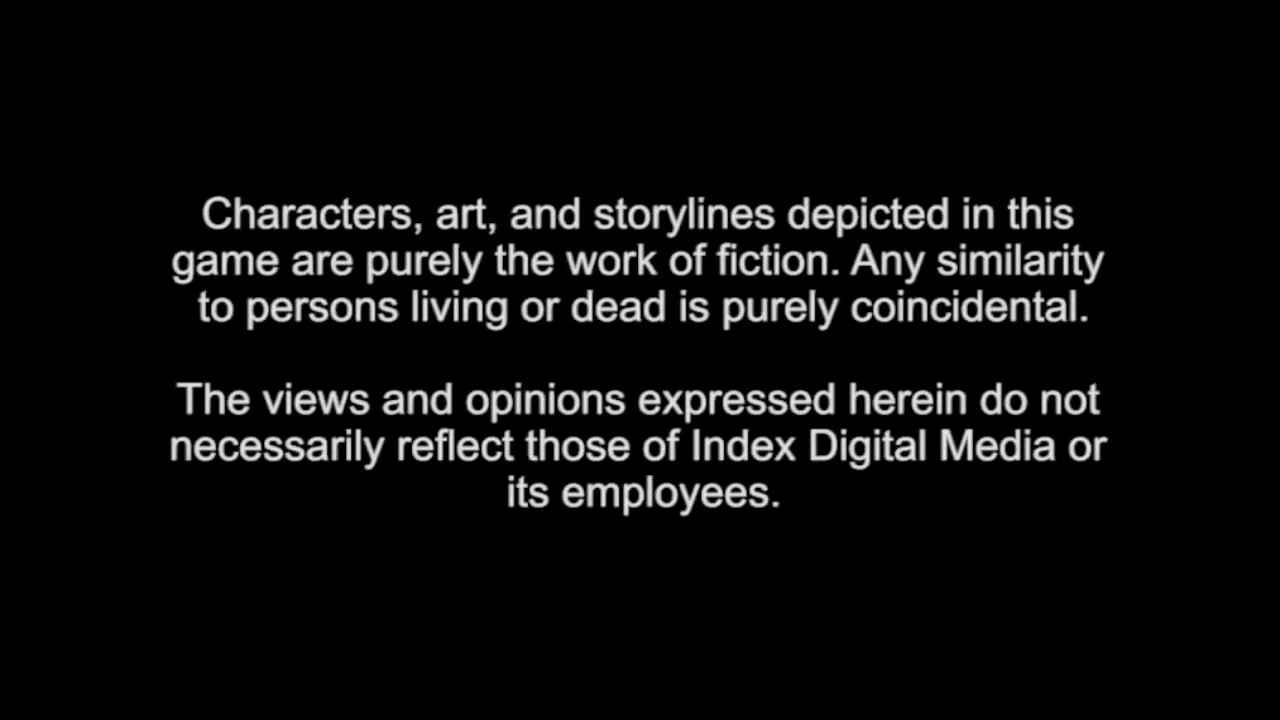 Characters, art, and storylines depicted in this
game are purely the work of fiction. Any similarity
to persons living or dead is purely coincidental.
The views and opinions expressed herein do not
necessarily reflect those of Index Digital Media or
its employees.